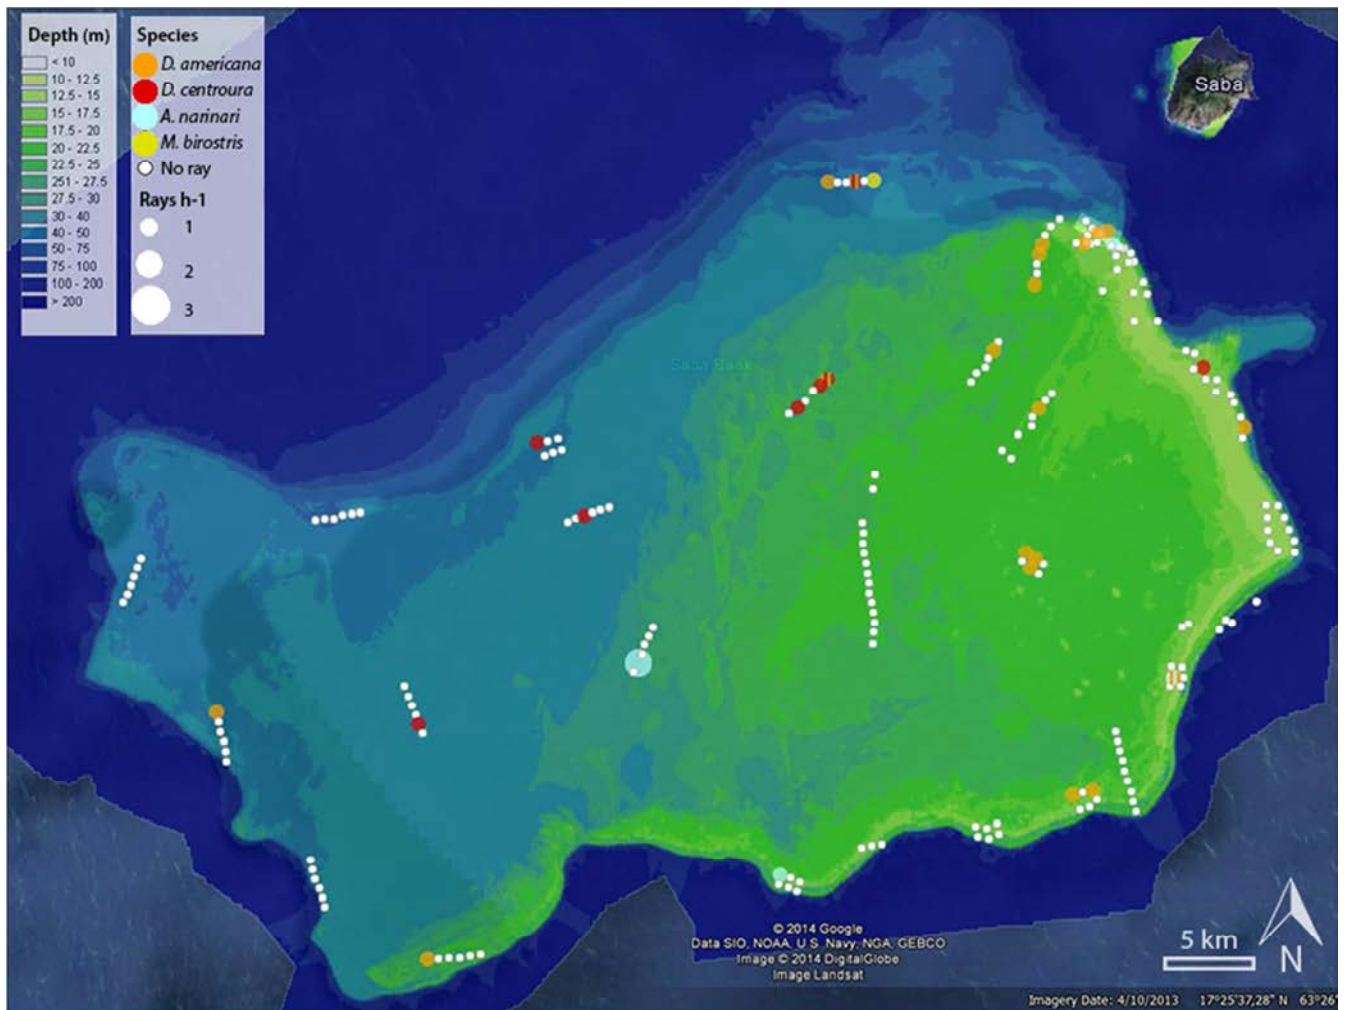 Depth (m)
< 10
10 - 12.5
12.5 - 15
15 - 17.5
17.5 - 20
20 - 22.5
22.5 - 25
251 - 27.5
27.5 - 30
30 - 40
40 - 50
50 - 75
75 - 100
100 - 200
> 200
Species
D. americana
D. centroura
A. narinari
M. birostris
No ray
Rays h-1
1
2
3
Saba
Saba Bank
© 2014 Google
Data SIO, NOAA, U.S. Navy, NGA, GEBCO
Image © 2014 DigitalGlobe
Image Landsat
5 km
N
Imagery Date: 4/10/2013 17°25'37,28" N 63°26'